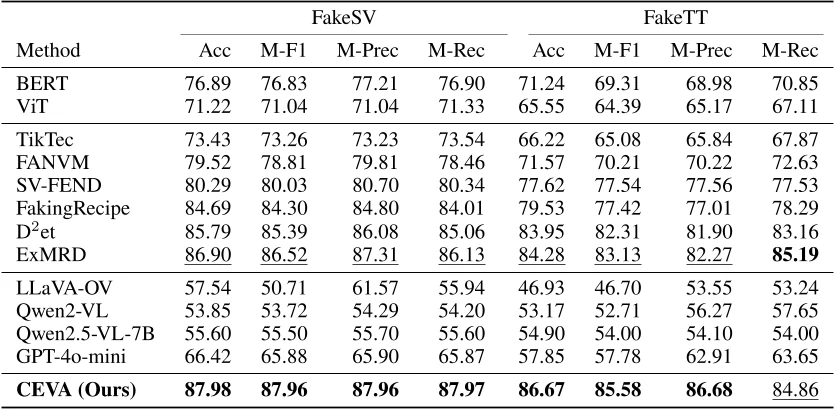 FakeSV FakeTT
Method Acc M-F1 M-Prec M-Rec Acc M-F1 M-Prec M-Rec
BERT 76.89 76.83 77.21 76.90 71.24 69.31 68.98 70.85
ViT 71.22 71.04 71.04 71.33 65.55 64.39 65.17 67.11
TikTec 73.43 73.26 73.23 73.54 66.22 65.08 65.84 67.87
FANVM 79.52 78.81 79.81 78.46 71.57 70.21 70.22 72.63
SV-FEND 80.29 80.03 80.70 80.34 77.62 77.54 77.56 77.53
FakingRecipe 84.69 84.30 84.80 84.01 79.53 77.42 77.01 78.29
D²et 85.79 85.39 86.08 85.06 83.95 82.31 81.90 83.16
ExMRD 86.90 86.52 87.31 86.13 84.28 83.13 82.27 85.19
LLaVA-OV 57.54 50.71 61.57 55.94 46.93 46.70 53.55 53.24
Qwen2-VL 53.85 53.72 54.29 54.20 53.17 52.71 56.27 57.65
Qwen2.5-VL-7B 55.60 55.50 55.70 55.60 54.90 54.00 54.10 54.00
GPT-4o-mini 66.42 65.88 65.90 65.87 57.85 57.78 62.91 63.65
CEVA (Ours) 87.98 87.96 87.96 87.97 86.67 85.58 86.68 84.86